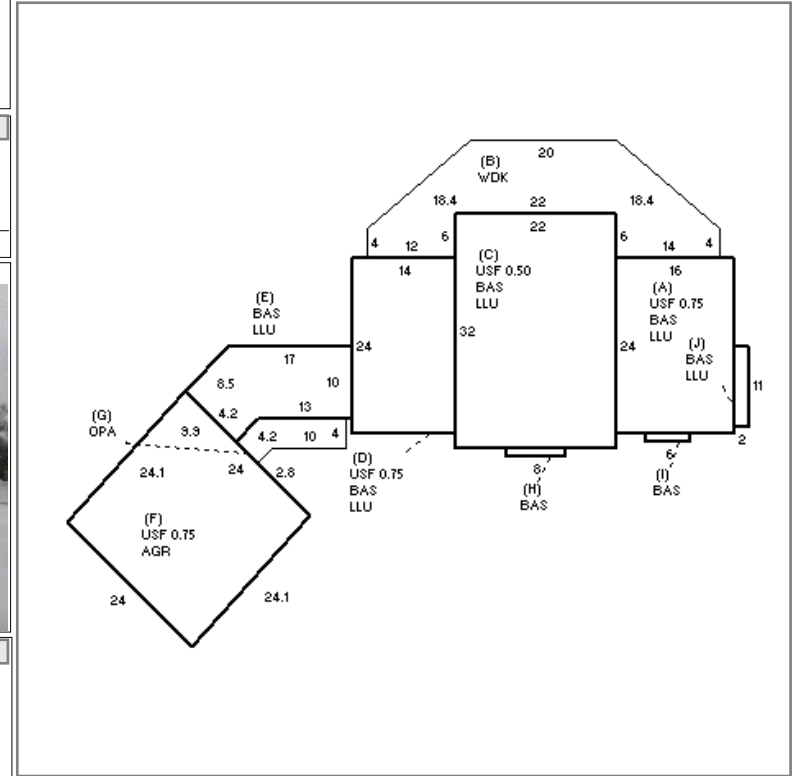 20
(B)
WDK
18.4
22
18.4
4
12
6
22
6
14
4
14
(C)
USF 0.50
BAS
LLU
16
(A)
USF 0.75
BAS
LLU
(E)
BAS
LLU
24
32
24
(J)
BAS
LLU
17
8.5
10
11
4.2
13
(G)
OPA
9.9
4.2
10
4
2
24.1
24
2.8
(D)
USF 0.75
BAS
LLU
8
(H)
BAS
6
(I)
BAS
(F)
USF 0.75
AGR
24
24.1